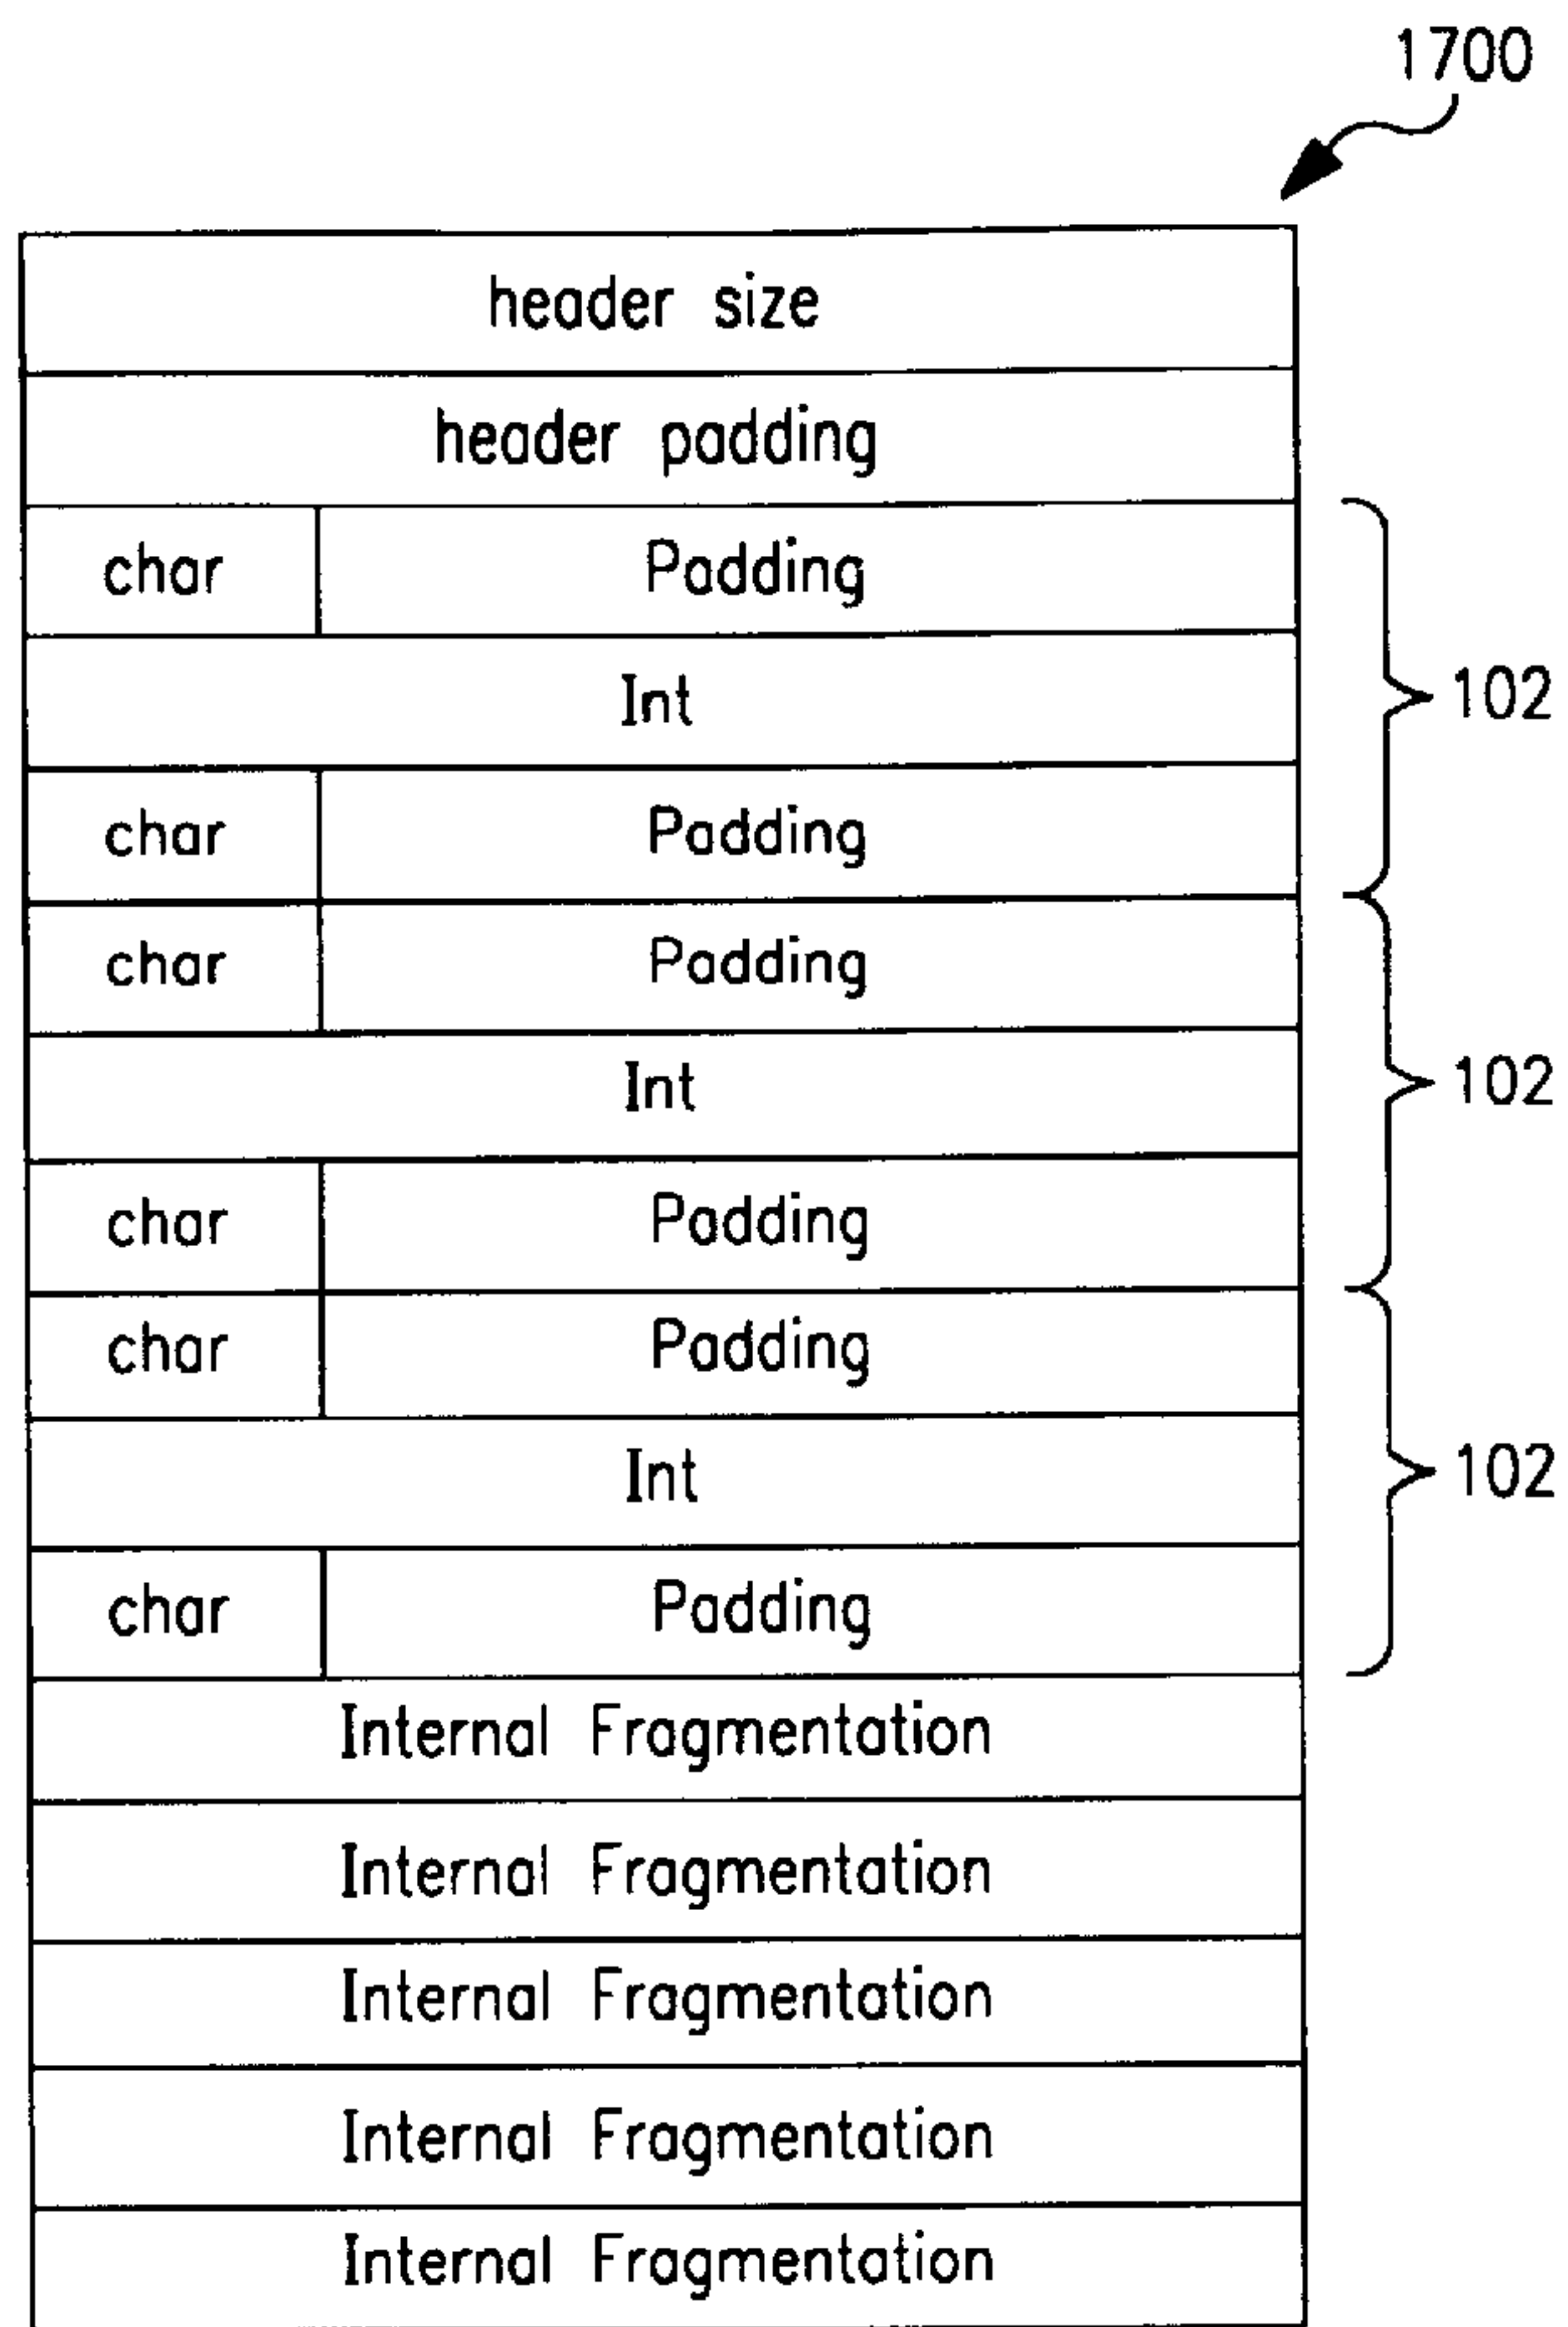 1700
header size
header padding
char Padding
Int
102
char Padding
char Padding
Int
102
char Padding
char Padding
Int
102
char Padding
Internal Fragmentation
Internal Fragmentation
Internal Fragmentation
Internal Fragmentation
Internal Fragmentation